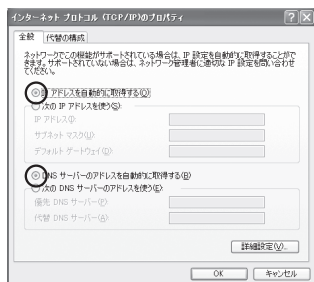 インターネット プロトコル (TCP/IP)のプロパティ
全般 代替の構成
ネットワークでこの機能がサポートされている場合は、IP 設定を自動的に取得することがで
きます。サポートされていない場合は、ネットワーク管理者に適切な IP 設定を問い合わせ
てください。
IP アドレスを自動的に取得する(O)
次の IP アドレスを使う(S):
IP アドレス(I):
サブネット マスク(U):
デフォルト ゲートウェイ(D):
DNS サーバーのアドレスを自動的に取得する(B)
次の DNS サーバーのアドレスを使う(E):
優先 DNS サーバー(P):
代替 DNS サーバー(A):
詳細設定(V)...
OK キャンセル